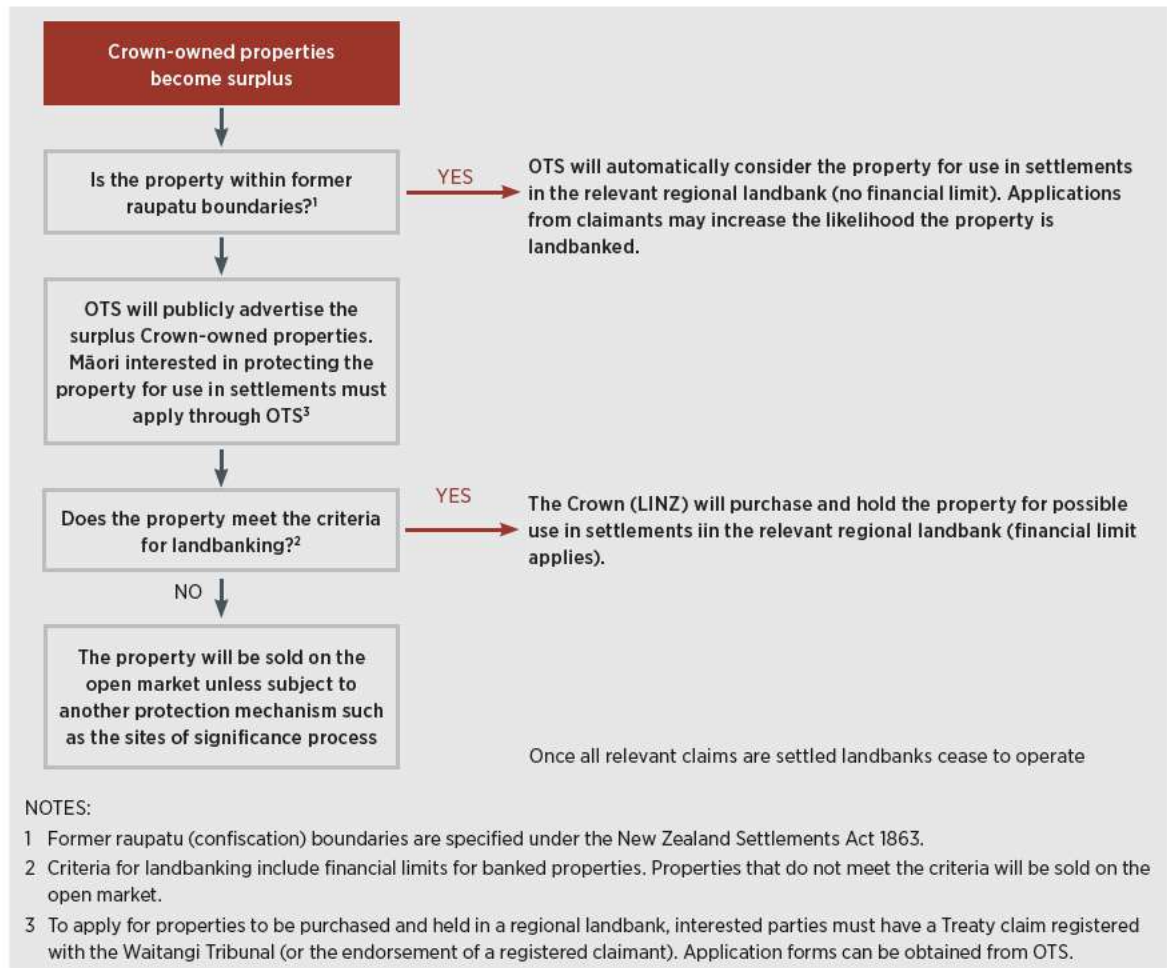 Crown-owned properties
become surplus
Is the property within former
raupatu boundaries?¹
YES
OTS will automatically consider the property for use in settlements
in the relevant regional landbank (no financial limit). Applications
from claimants may increase the likelihood the property is
landbanked.
OTS will publicly advertise the
surplus Crown-owned properties.
Māori interested in protecting the
property for use in settlements must
apply through OTS³
Does the property meet the criteria
for landbanking?²
YES
The Crown (LINZ) will purchase and hold the property for possible
use in settlements iin the relevant regional landbank (financial limit
applies).
NO
The property will be sold on the
open market unless subject to
another protection mechanism such
as the sites of significance process
Once all relevant claims are settled landbanks cease to operate
NOTES:
1 Former raupatu (confiscation) boundaries are specified under the New Zealand Settlements Act 1863.
2 Criteria for landbanking include financial limits for banked properties. Properties that do not meet the criteria will be sold on the
open market.
3 To apply for properties to be purchased and held in a regional landbank, interested parties must have a Treaty claim registered
with the Waitangi Tribunal (or the endorsement of a registered claimant). Application forms can be obtained from OTS.